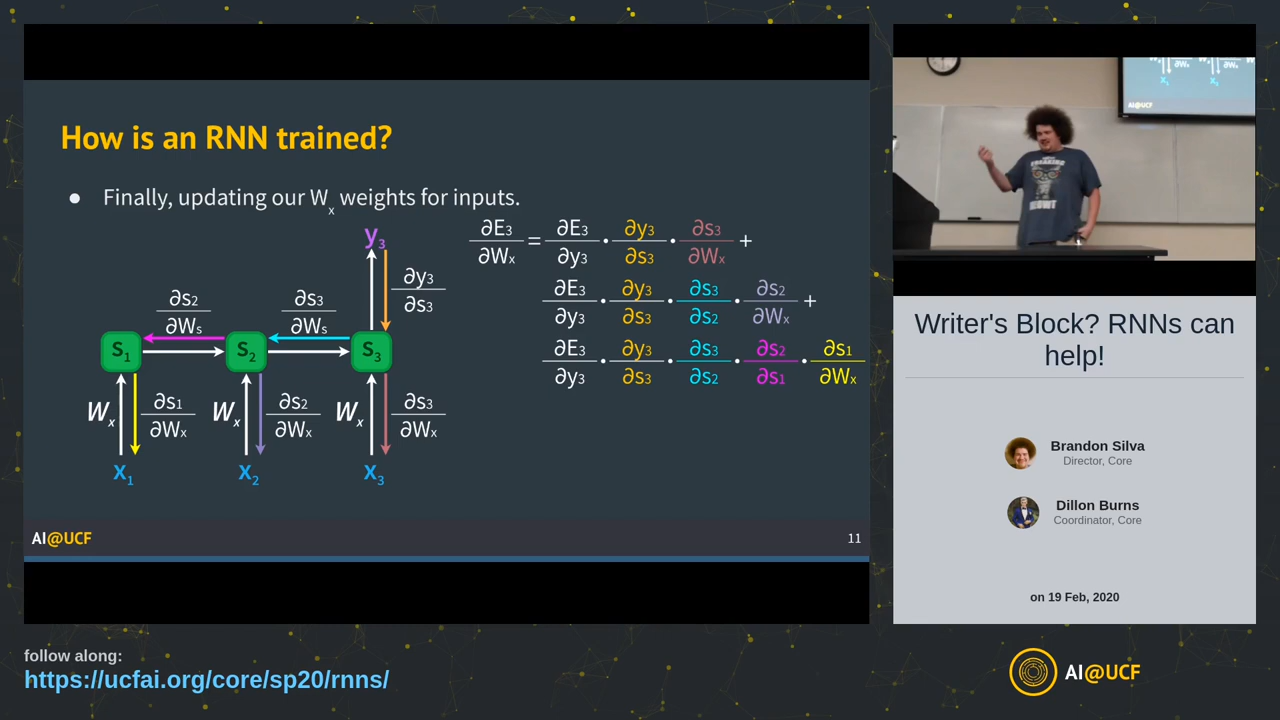 How is an RNN trained?
● Finally, updating our Wx weights for inputs.
y3
∂E3/∂Wx = ∂E3/∂y3 · ∂y3/∂s3 · ∂s3/∂Wx +
∂E3/∂y3 · ∂y3/∂s3 · ∂s3/∂s2 · ∂s2/∂Wx +
∂E3/∂y3 · ∂y3/∂s3 · ∂s3/∂s2 · ∂s2/∂s1 · ∂s1/∂Wx
∂y3/∂s3
∂s2/∂Ws ∂s3/∂Ws
S1 S2 S3
Wx ∂s1/∂Wx Wx ∂s2/∂Wx Wx ∂s3/∂Wx
x1 x2 x3
AI@UCF 11
AI@UCF
MEOWT
Writer's Block? RNNs can
help!
Brandon Silva
Director, Core
Dillon Burns
Coordinator, Core
on 19 Feb, 2020
follow along:
https://ucfai.org/core/sp20/rnns/
AI@UCF